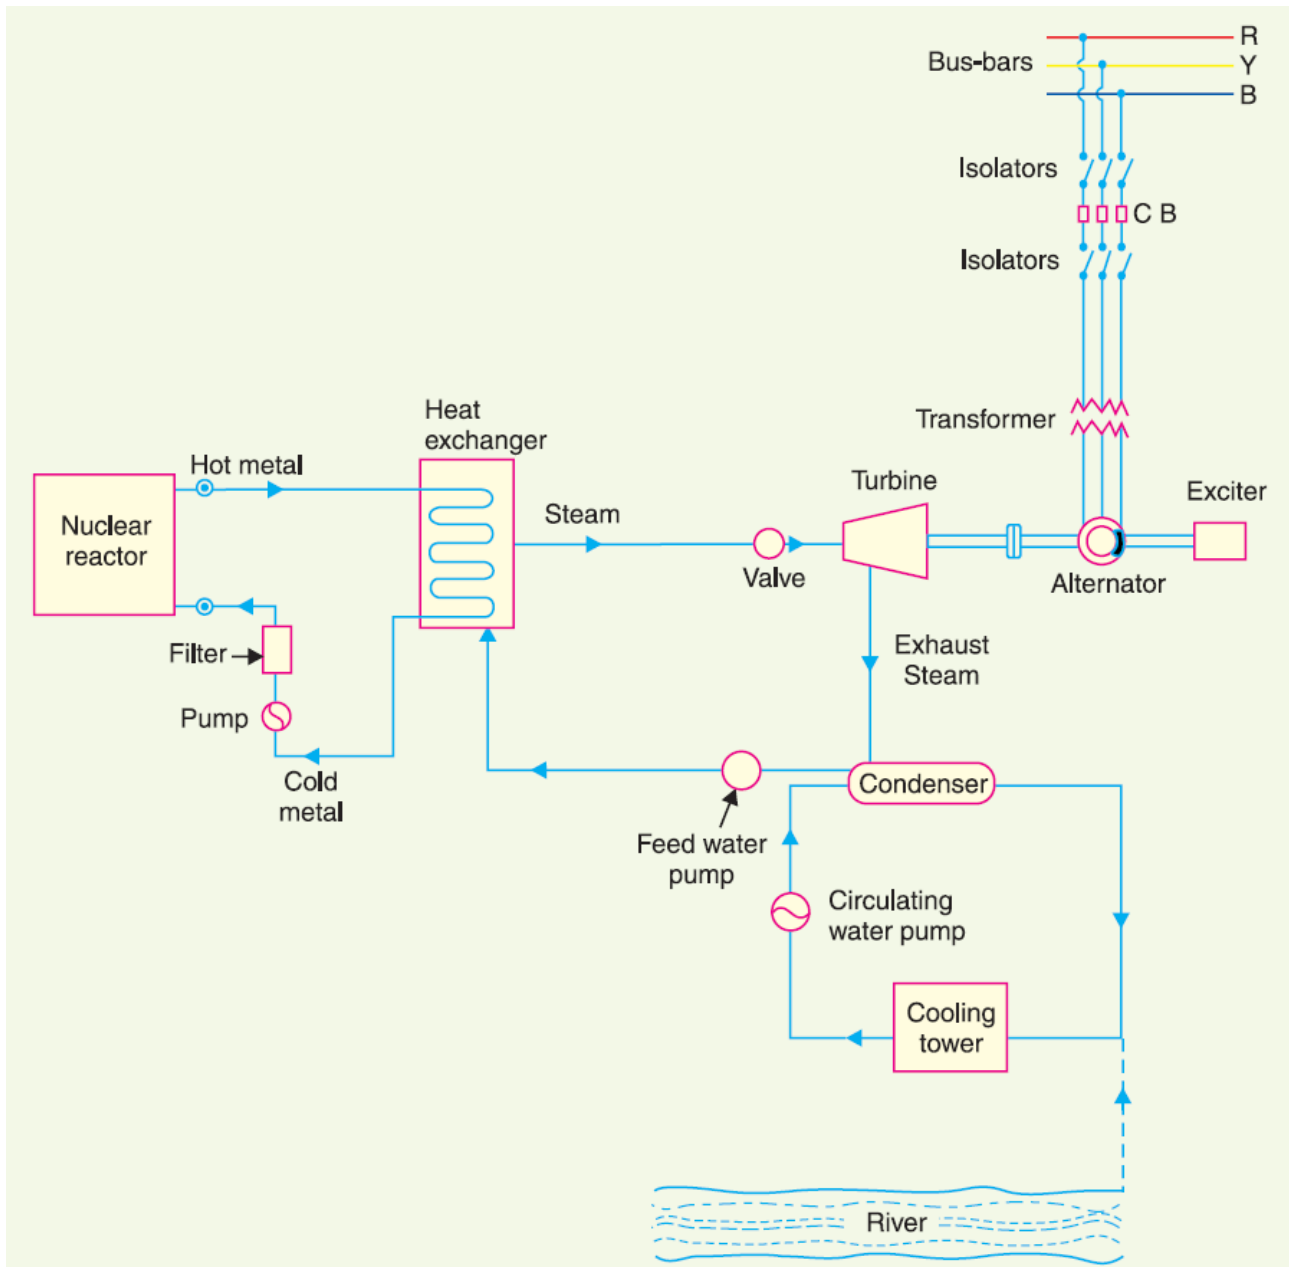 R
Bus-bars
Y
B
Isolators
C B
Isolators
Transformer
Heat
exchanger
Hot metal
Nuclear
reactor
Steam
Valve
Turbine
Exciter
Alternator
Filter
Pump
Cold
metal
Exhaust
Steam
Condenser
Feed water
pump
Circulating
water pump
Cooling
tower
River